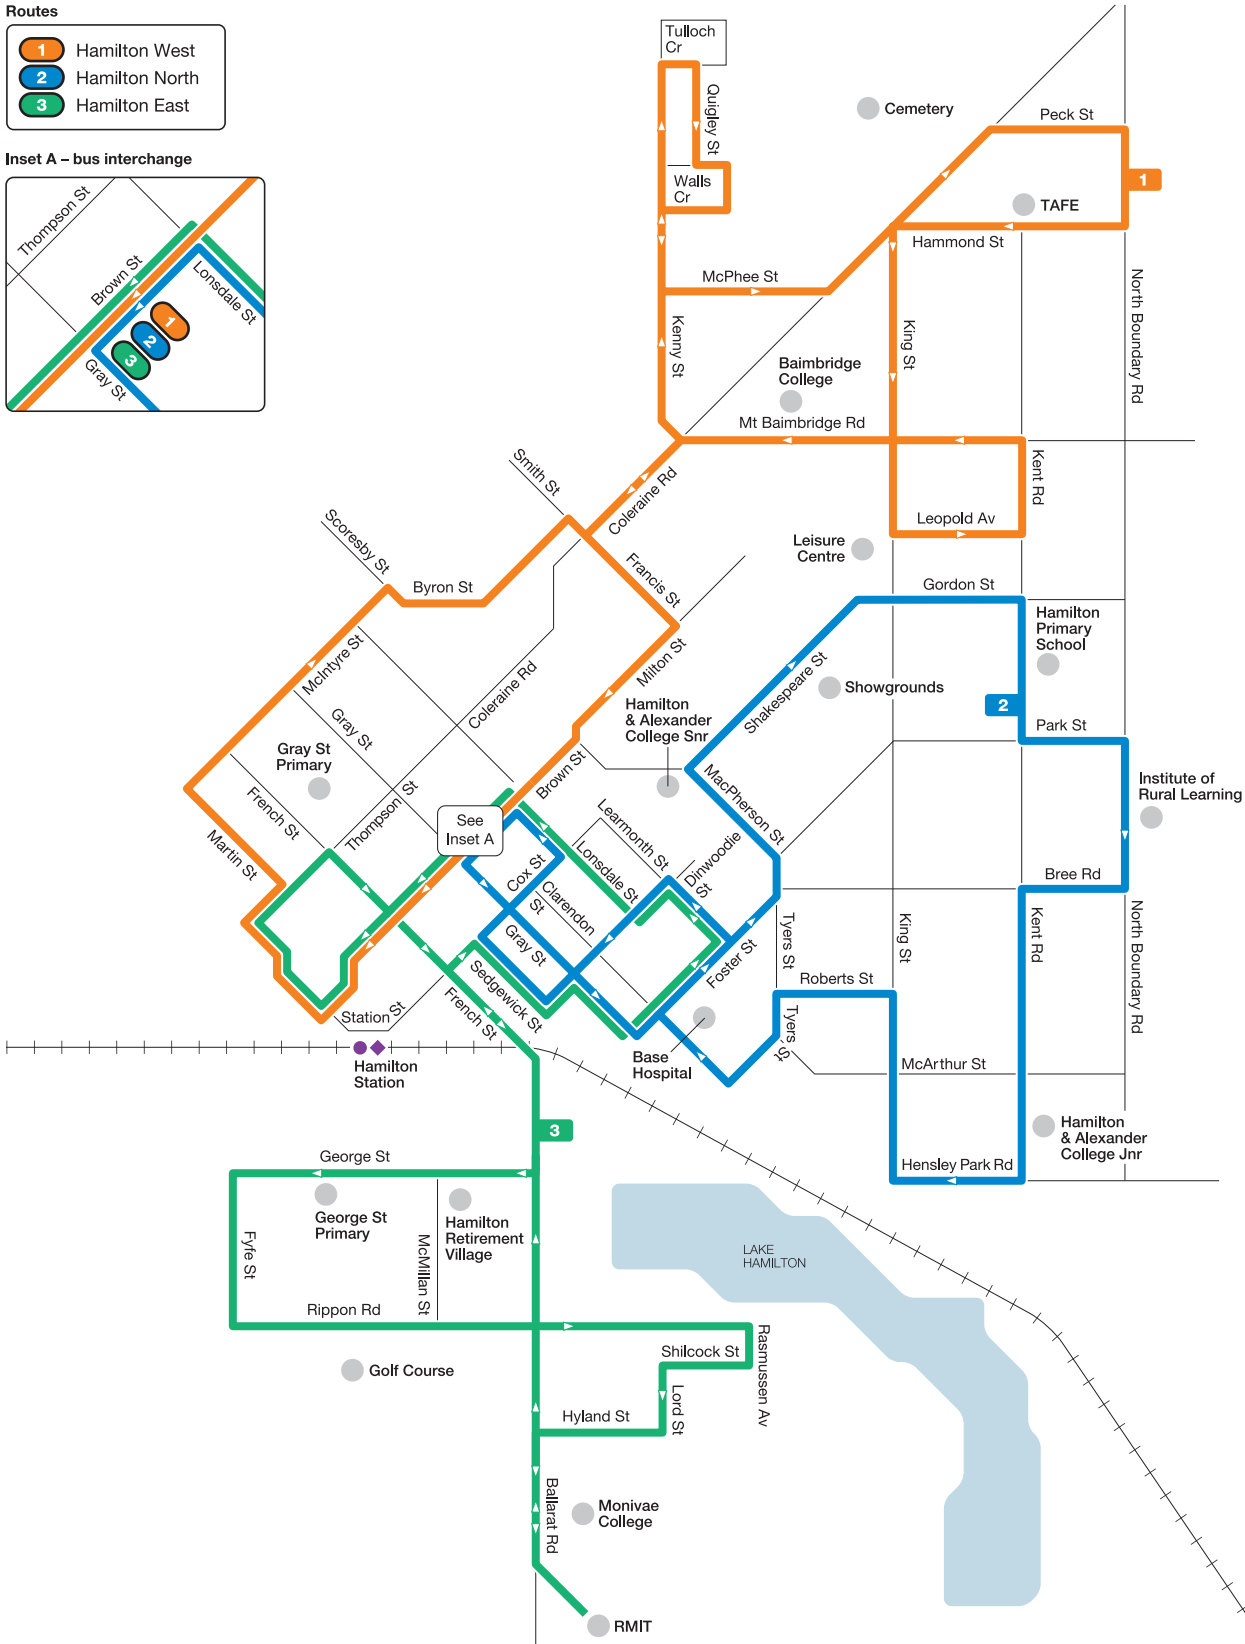 Routes
1 Hamilton West
2 Hamilton North
3 Hamilton East
Inset A – bus interchange
Thompson St
Brown St
Lonsdale St
1
2
3
Gray St
Tulloch
Cr
Quigley St
Walls
Cr
Cemetery
Peck St
1
TAFE
Hammond St
McPhee St
North Boundary Rd
Kenny St
King St
Baimbridge
College
Mt Baimbridge Rd
Kent Rd
Smith St
Coleraine Rd
Leopold Av
Scoresby St
Leisure
Centre
Byron St
Francis St
Gordon St
Hamilton
Primary
School
McIntyre St
Milton St
Shakespeare St
Showgrounds
Coleraine Rd
Hamilton
& Alexander
College Snr
2
Park St
Gray St
Gray St
Primary
Brown St
MacPherson St
Institute of
Rural Learning
French St
Thompson St
See
Inset A
Learmonth St
Dinwoodie
St
Martin St
Lonsdale St
Cox St
Clarendon
St
Bree Rd
Tyers St
King St
Kent Rd
North Boundary Rd
Gray St
Foster St
Sedgewick St
Roberts St
Station St
French St
Tyers St
Base
Hospital
McArthur St
Hamilton
Station
3
Hamilton
& Alexander
College Jnr
George St
Hensley Park Rd
George St
Primary
Hamilton
Retirement
Village
Fyfe St
McMillan St
LAKE
HAMILTON
Rippon Rd
Shilcock St
Rasmussen Av
Golf Course
Lord St
Hyland St
Ballarat Rd
Monivae
College
RMIT